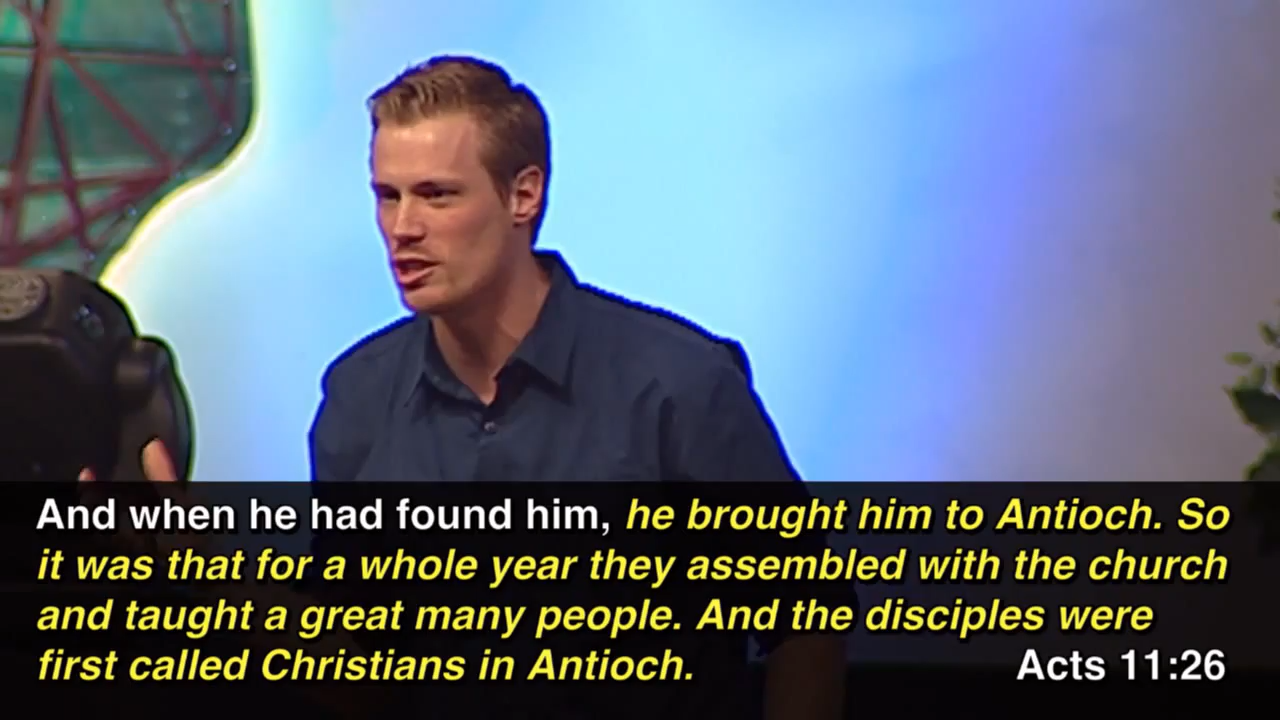 And when he had found him, he brought him to Antioch. So
it was that for a whole year they assembled with the church
and taught a great many people. And the disciples were
first called Christians in Antioch. Acts 11:26